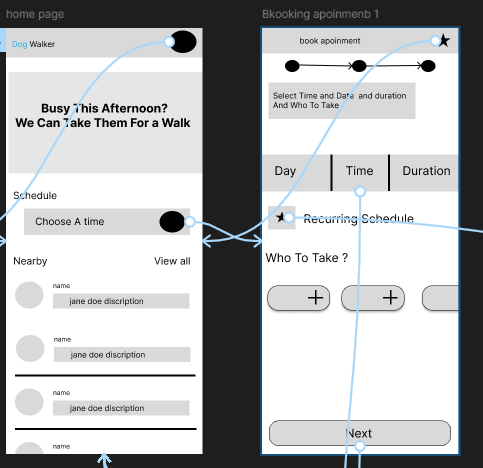 home page
Dog Walker
Busy This Afternoon?
We Can Take Them For a Walk
Schedule
Choose A time
Nearby View all
name
jane doe discription
name
jane doe discription
name
jane doe discription
name
Bkooking apoinmenb 1
book apoinment
Select Time and Date and duration
And Who To Take
Day Time Duration
Recurring Schedule
Who To Take ?
Next